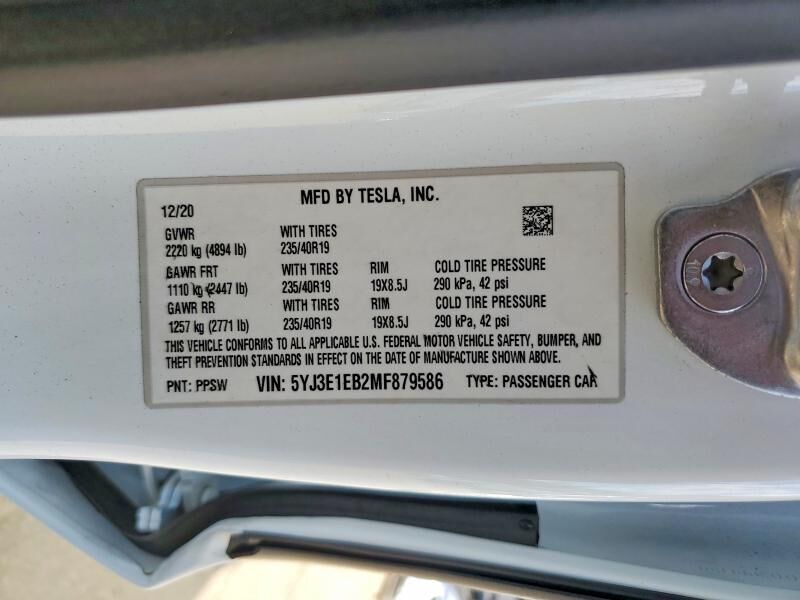 MFD BY TESLA, INC.
12/20
GVWR WITH TIRES
2220 kg (4894 lb) 235/40R19
GAWR FRT WITH TIRES RIM COLD TIRE PRESSURE
1110 kg (2447 lb) 235/40R19 19X8.5J 290 kPa, 42 psi
GAWR RR WITH TIRES RIM COLD TIRE PRESSURE
1257 kg (2771 lb) 235/40R19 19X8.5J 290 kPa, 42 psi
THIS VEHICLE CONFORMS TO ALL APPLICABLE U.S. FEDERAL MOTOR VEHICLE SAFETY, BUMPER, AND
THEFT PREVENTION STANDARDS IN EFFECT ON THE DATE OF MANUFACTURE SHOWN ABOVE.
PNT: PPSW VIN: 5YJ3E1EB2MF879586 TYPE: PASSENGER CAR